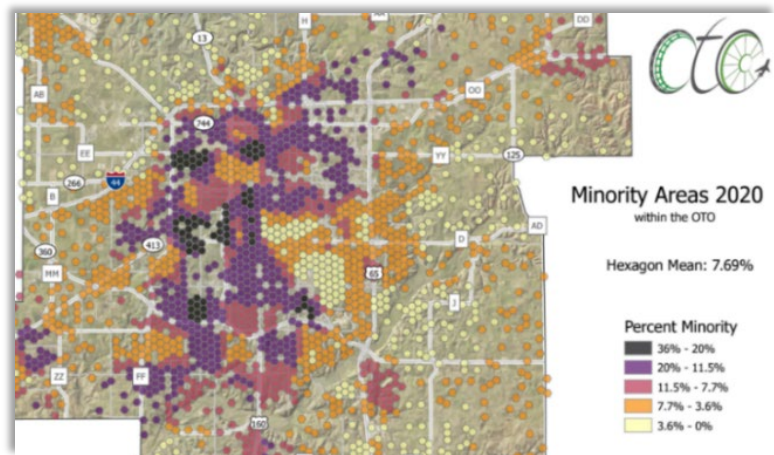 H
DD
13
AB
OD
744
EE
YY
125
44
266
B
AD
413
D
360
MM
65
J
ZZ
FF
160
OTO
Minority Areas 2020
within the OTO
Hexagon Mean: 7.69%
Percent Minority
36% - 20%
20% - 11.5%
11.5% - 7.7%
7.7% - 3.6%
3.6% - 0%